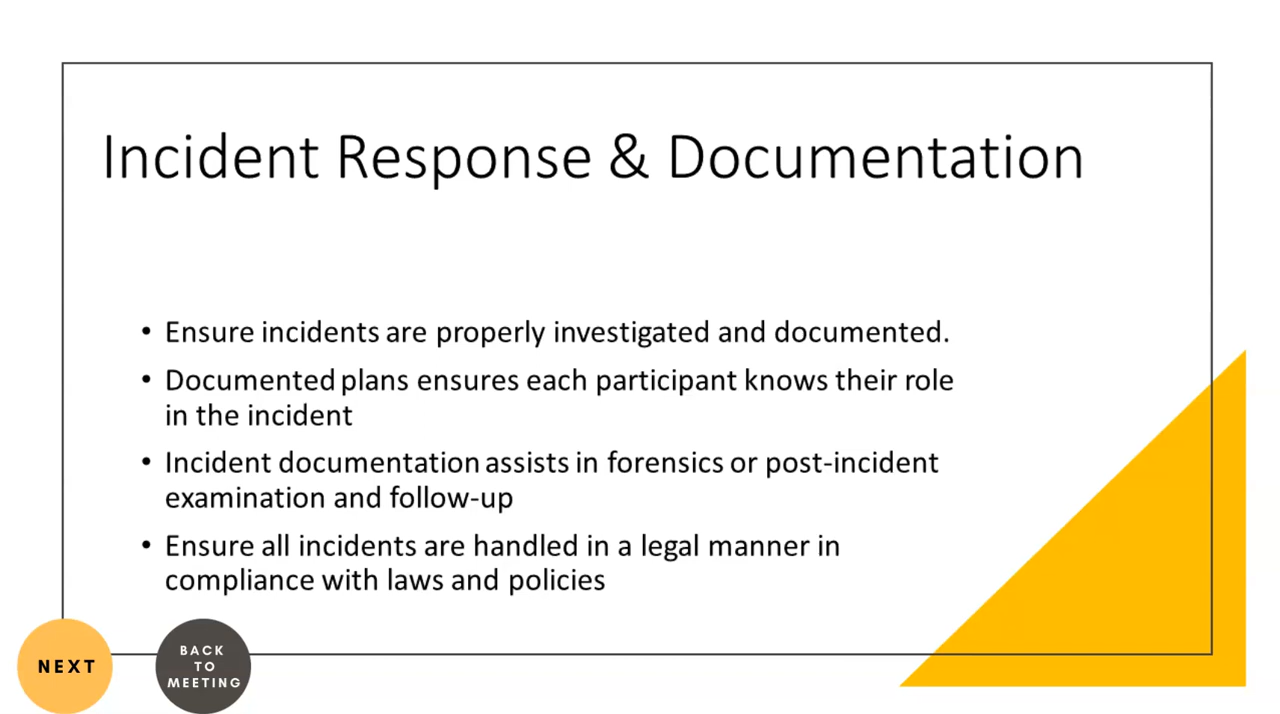 Incident Response & Documentation
• Ensure incidents are properly investigated and documented.
• Documented plans ensures each participant knows their role
in the incident
• Incident documentation assists in forensics or post-incident
examination and follow-up
• Ensure all incidents are handled in a legal manner in
compliance with laws and policies
NEXT
BACK
TO
MEETING